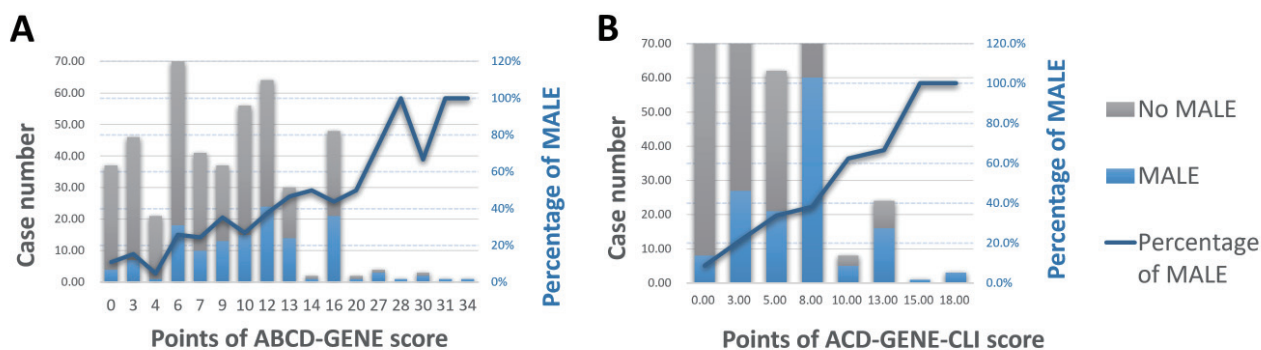 A
Case number
70.00
60.00
50.00
40.00
30.00
20.00
10.00
0.00
120%
100%
80%
60%
40%
20%
0%
Percentage of MALE
0 3 4 6 7 9 10 12 13 14 16 20 27 28 30 31 34
Points of ABCD-GENE score
B
Case number
70.00
60.00
50.00
40.00
30.00
20.00
10.00
0.00
120.0%
100.0%
80.0%
60.0%
40.0%
20.0%
0.0%
Percentage of MALE
0.00 3.00 5.00 8.00 10.00 13.00 15.00 18.00
Points of ACD-GENE-CLI score
No MALE
MALE
Percentage
of MALE